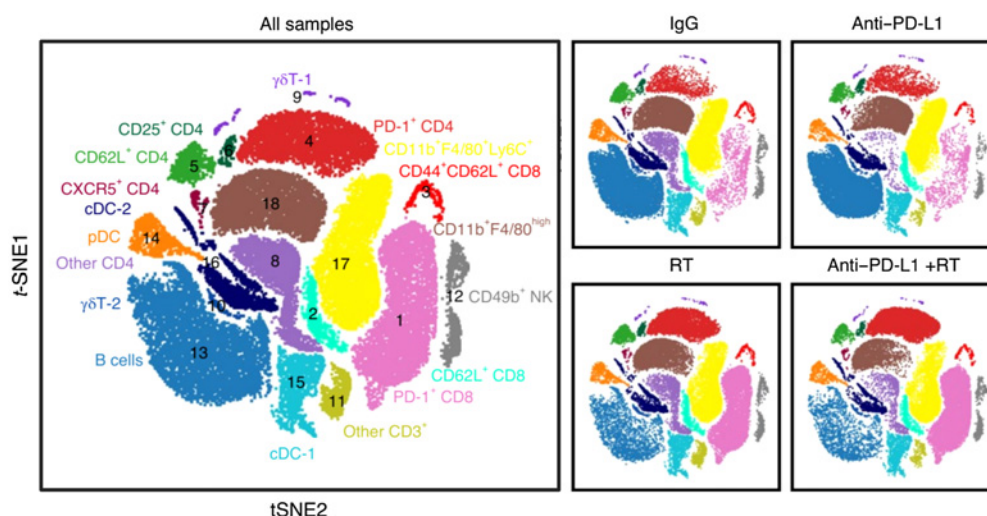 All samples
IgG
Anti–PD-L1
γδT-1
9
CD25⁺ CD4
6
4
PD-1⁺ CD4
CD62L⁺ CD4
5
CD11b⁺F4/80⁺Ly6C⁺
CD44⁺CD62L⁺ CD8
3
CXCR5⁺ CD4
7
cDC-2
18
CD11b⁺F4/80ʰⁱᵍʰ
pDC
14
Other CD4
16
8
17
γδT-2
10
2
12
CD49b⁺ NK
1
B cells
13
15
11
CD62L⁺ CD8
PD-1⁺ CD8
Other CD3⁺
cDC-1
t-SNE1
tSNE2
RT
Anti–PD-L1 +RT